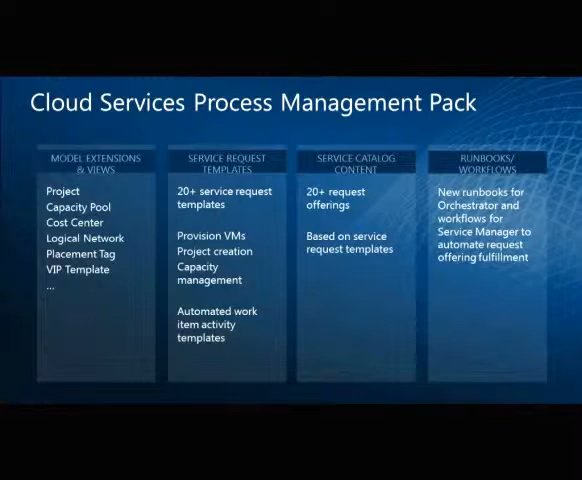 Cloud Services Process Management Pack
MODEL EXTENSIONS
& VIEWS
Project
Capacity Pool
Cost Center
Logical Network
Placement Tag
VIP Template
...
SERVICE REQUEST
TEMPLATES
20+ service request
templates
Provision VMs
Project creation
Capacity
management
Automated work
item activity
templates
SERVICE CATALOG
CONTENT
20+ request
offerings
Based on service
request templates
RUNBOOKS/
WORKFLOWS
New runbooks for
Orchestrator and
workflows for
Service Manager to
automate request
offering fulfillment